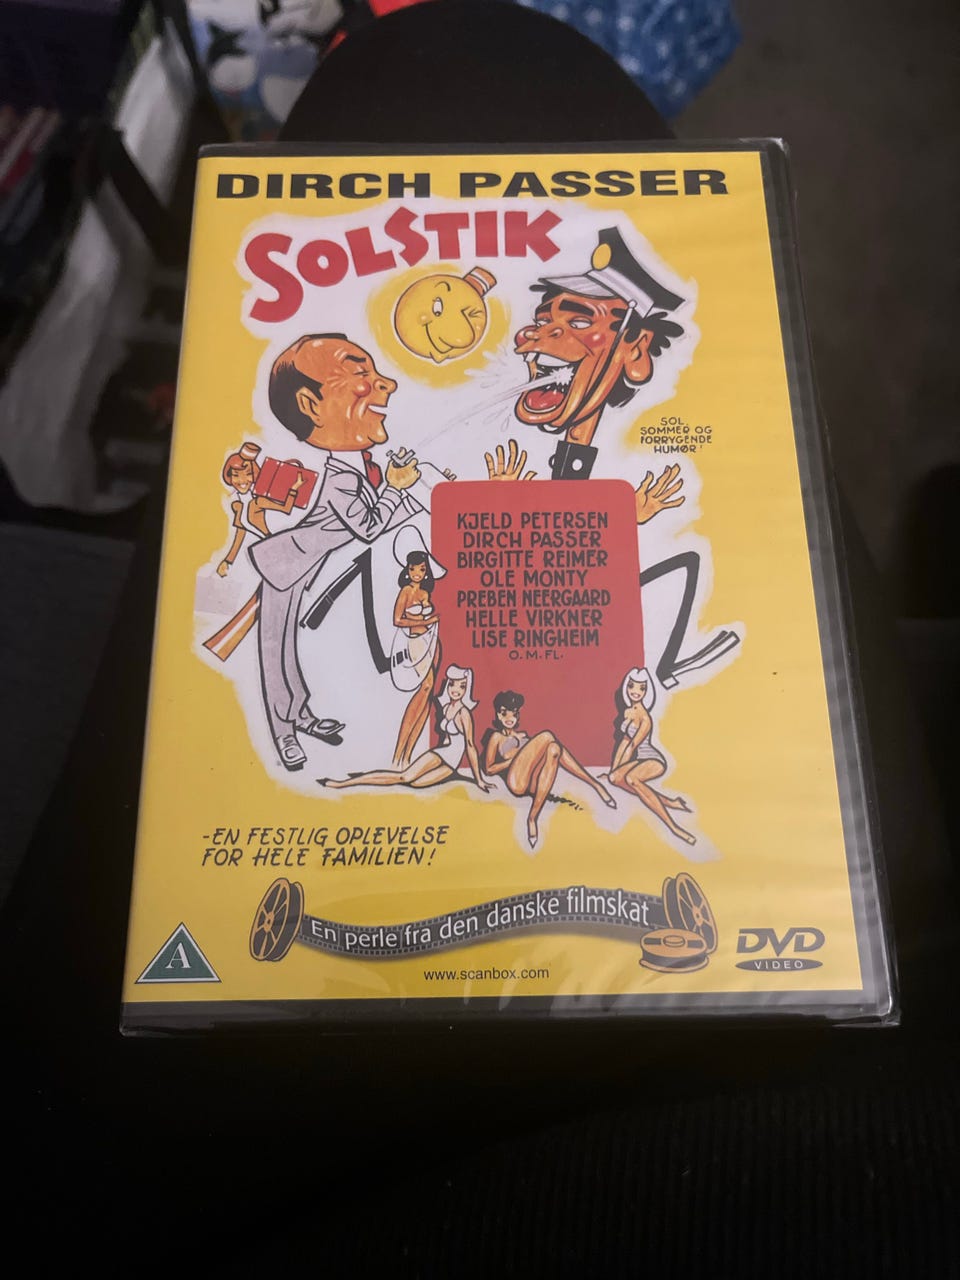 DIRCH PASSER
SOLSTIK
SOL,
SOMMER OG
FORRYGENDE
HUMØR!
KJELD PETERSEN
DIRCH PASSER
BIRGITTE REIMER
OLE MONTY
PREBEN NEERGAARD
HELLE VIRKNER
LISE RINGHEIM
O.M.FL.
-EN FESTLIG OPLEVELSE
FOR HELE FAMILIEN!
En perle fra den danske filmskat
A
DVD
VIDEO
www.scanbox.com